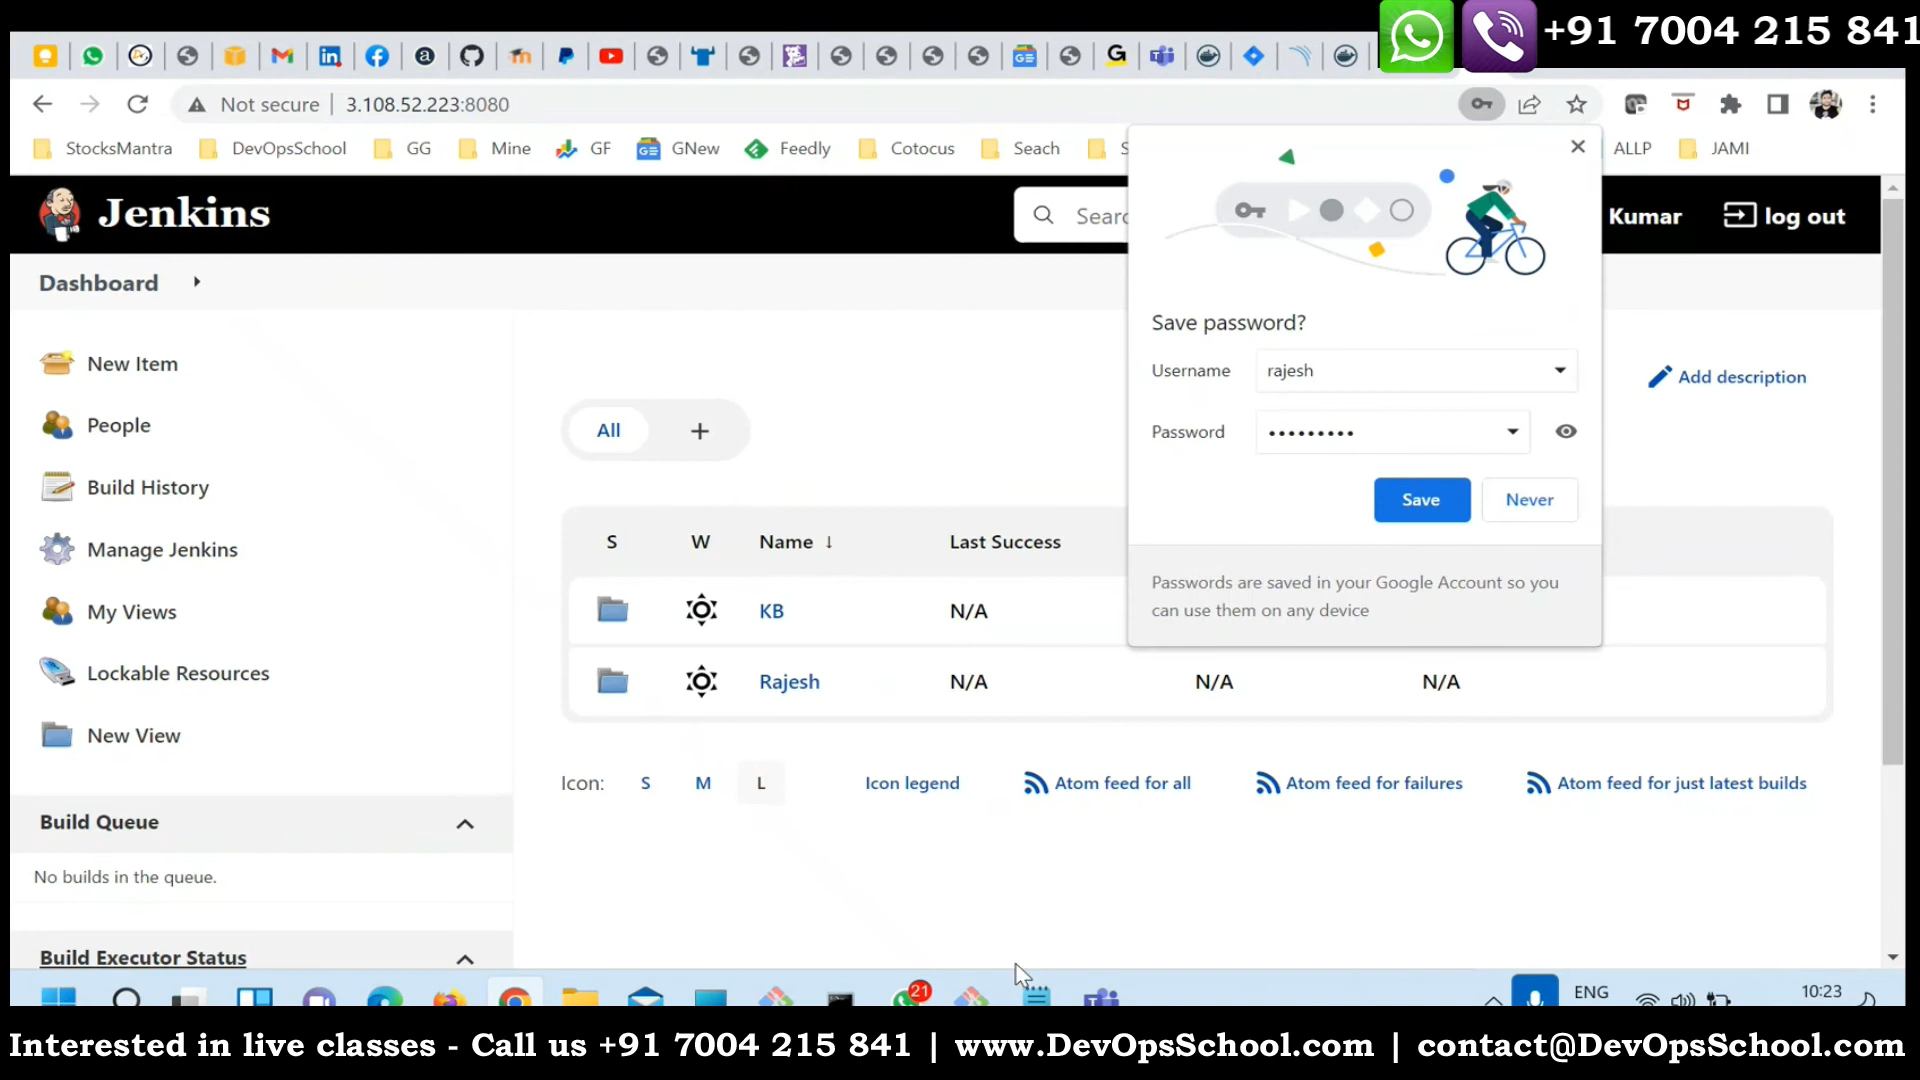 +91 7004 215 841
Not secure | 3.108.52.223:8080
StocksMantra DevOpsSchool GG Mine GF GNew Feedly Cotocus Seach S ALLP JAMI
Jenkins
Searc
Kumar
log out
Dashboard
New Item
People
Build History
Manage Jenkins
My Views
Lockable Resources
New View
Build Queue
No builds in the queue.
Build Executor Status
Add description
All +
S W Name ↓ Last Success
KB N/A
Rajesh N/A N/A N/A
Icon: S M L Icon legend Atom feed for all Atom feed for failures Atom feed for just latest builds
Save password?
Username rajesh
Password •••••••••
Save Never
Passwords are saved in your Google Account so you
can use them on any device
21
ENG
10:23
Interested in live classes - Call us +91 7004 215 841 | www.DevOpsSchool.com | contact@DevOpsSchool.com